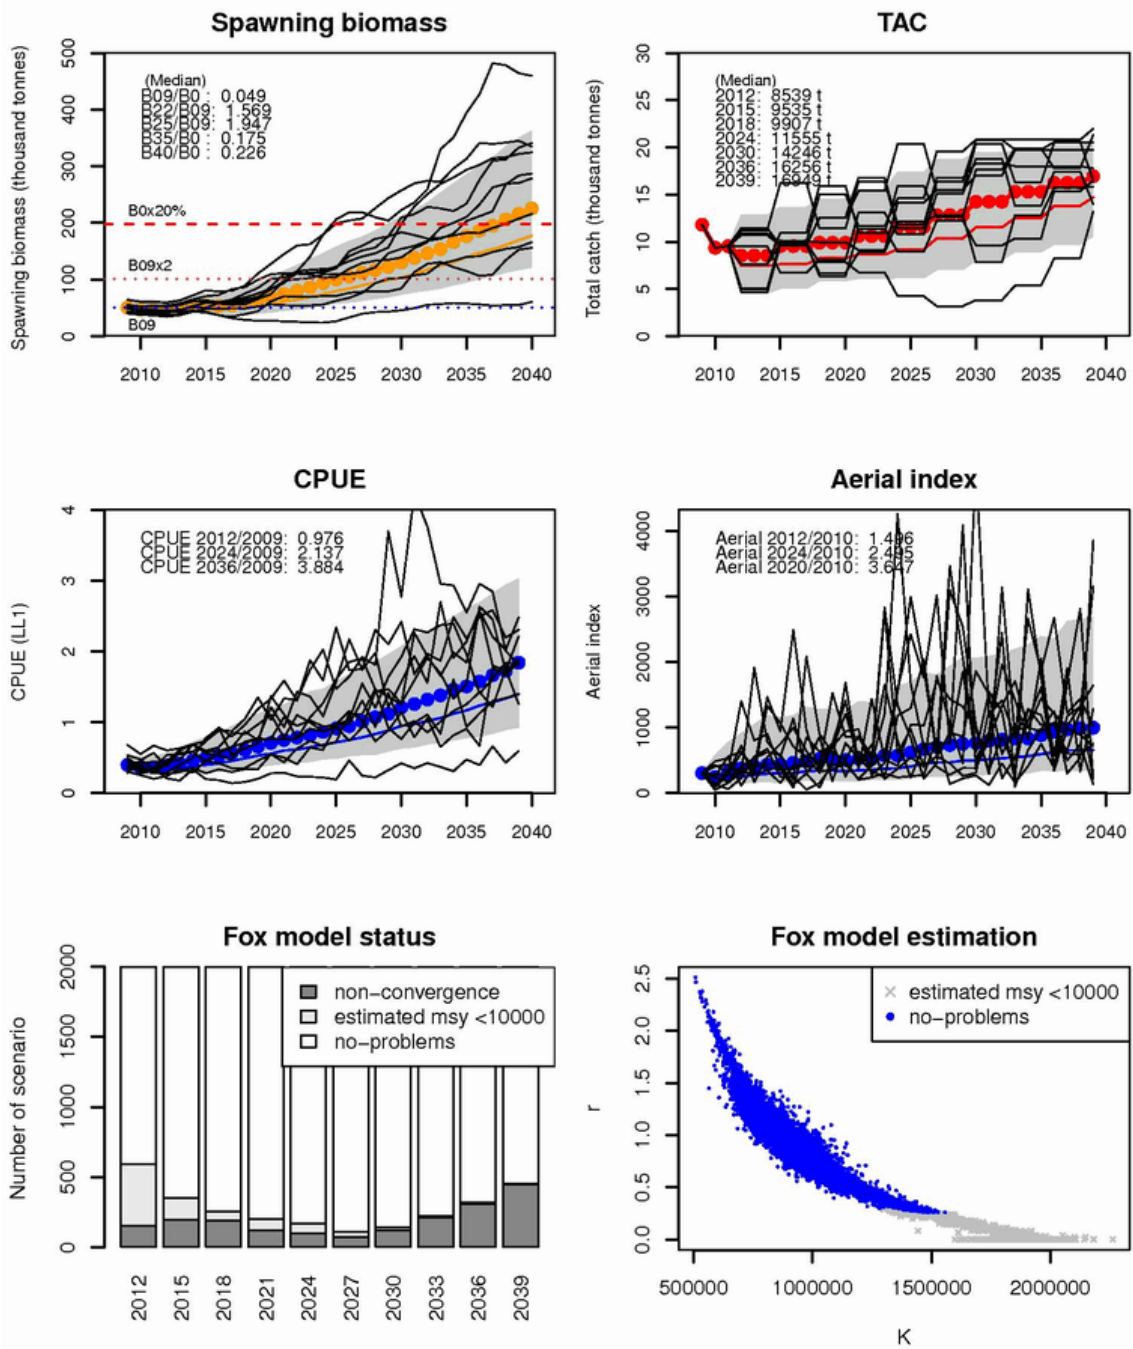 Spawning biomass
Spawning biomass (thousand tonnes)
500
400
300
200
100
0
(Median)
B09/B0 : 0.049
B22/B09: 1.569
B25/B09: 1.947
B35/B0 : 0.175
B40/B0 : 0.226
B0x20%
B09x2
B09
2010 2015 2020 2025 2030 2035 2040
TAC
Total catch (thousand tonnes)
30
25
20
15
10
5
0
(Median)
2012: 8539 t
2015: 9535 t
2018: 9907 t
2024: 11555 t
2030: 14246 t
2036: 16256 t
2039: 16949 t
2010 2015 2020 2025 2030 2035 2040
CPUE
CPUE (LL1)
4
3
2
1
0
CPUE 2012/2009: 0.976
CPUE 2024/2009: 2.137
CPUE 2036/2009: 3.884
2010 2015 2020 2025 2030 2035 2040
Aerial index
Aerial index
4000
3000
2000
1000
0
Aerial 2012/2010:
Aerial 2024/2010:
Aerial 2020/2010: 3.647
2010 2015 2020 2025 2030 2035 2040
Fox model status
Number of scenario
2000
1500
1000
500
0
non-convergence
estimated msy <10000
no-problems
2012 2015 2018 2021 2024 2027 2030 2033 2036 2039
Fox model estimation
r
2.5
2.0
1.5
1.0
0.5
0.0
estimated msy <10000
no-problems
5000000 10000000 15000000 20000000
K